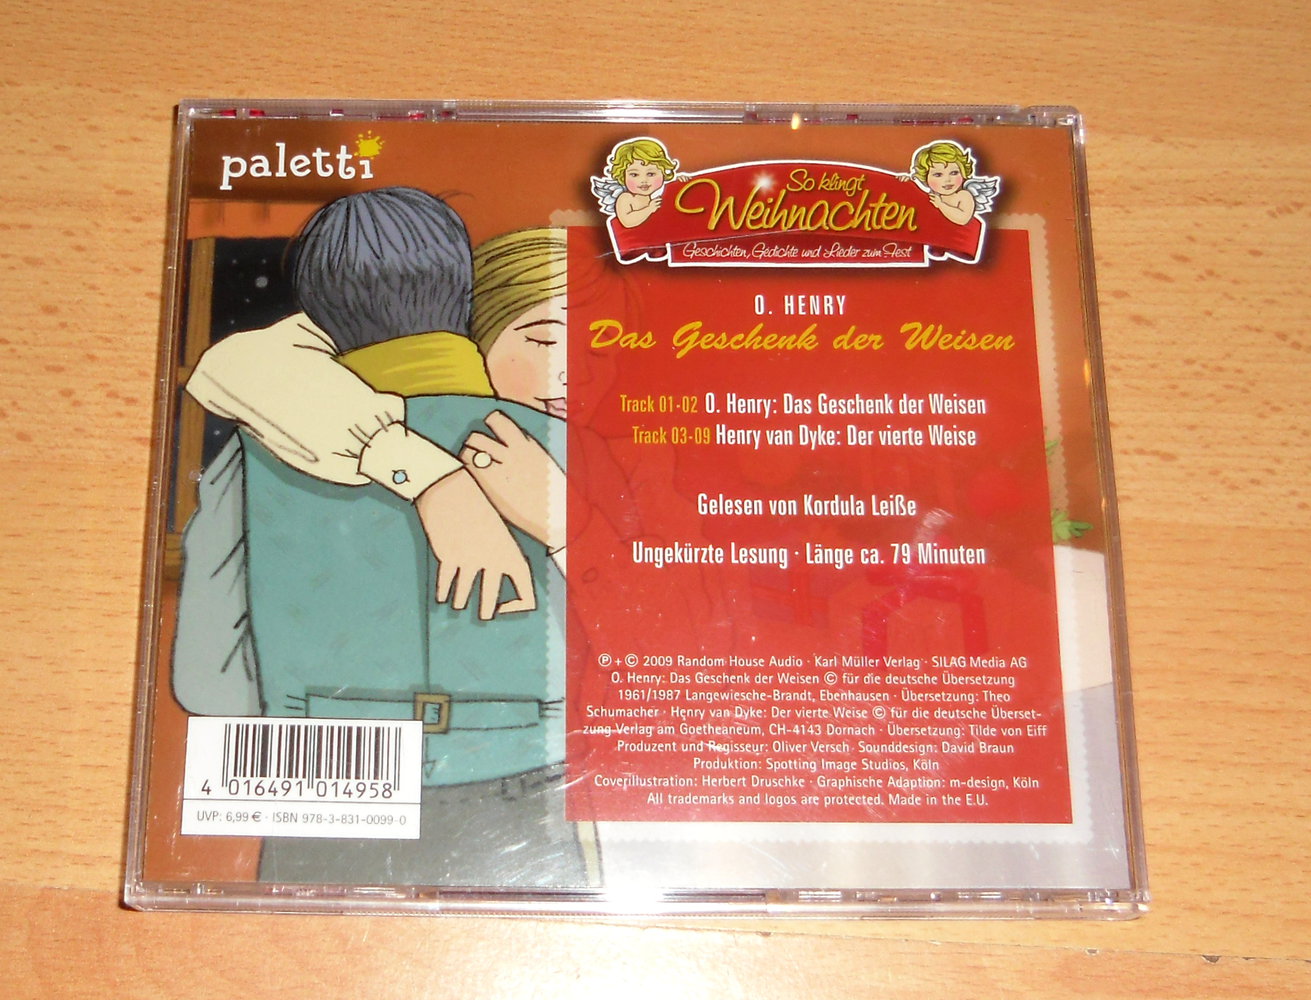 paletti
So klingt
Weihnachten
Geschichten, Gedichte und Lieder zum Fest
O. HENRY
Das Geschenk der Weisen
Track 01-02 O. Henry: Das Geschenk der Weisen
Track 03-09 Henry van Dyke: Der vierte Weise
Gelesen von Kordula Leiße
Ungekürzte Lesung · Länge ca. 79 Minuten
℗ + © 2009 Random House Audio · Karl Müller Verlag · SILAG Media AG
O. Henry: Das Geschenk der Weisen © für die deutsche Übersetzung
1961/1987 Langewiesche-Brandt, Ebenhausen · Übersetzung: Theo
Schumacher · Henry van Dyke: Der vierte Weise © für die deutsche Überset-
zung Verlag am Goetheaneum, CH-4143 Dornach · Übersetzung: Tilde von Eiff
Produzent und Regisseur: Oliver Versch · Sounddesign: David Braun
Produktion: Spotting Image Studios, Köln
Coverillustration: Herbert Druschke · Graphische Adaption: m-design, Köln
All trademarks and logos are protected. Made in the E.U.
4 016491 014958
UVP: 6,99 € · ISBN 978-3-831-0099-0